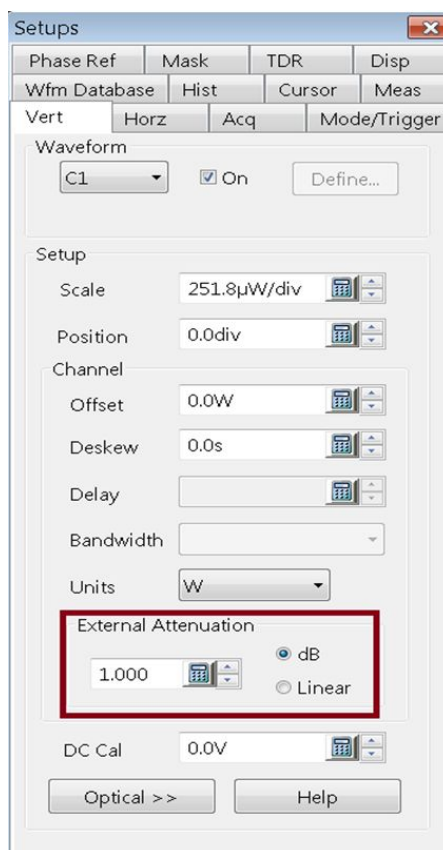 Setups
Phase Ref Mask TDR Disp
Wfm Database Hist Cursor Meas
Vert Horz Acq Mode/Trigger
Waveform
C1 On Define...
Setup
Scale 251.8µW/div
Position 0.0div
Channel
Offset 0.0W
Deskew 0.0s
Delay
Bandwidth
Units W
External Attenuation
1.000 dB
Linear
DC Cal 0.0V
Optical >> Help